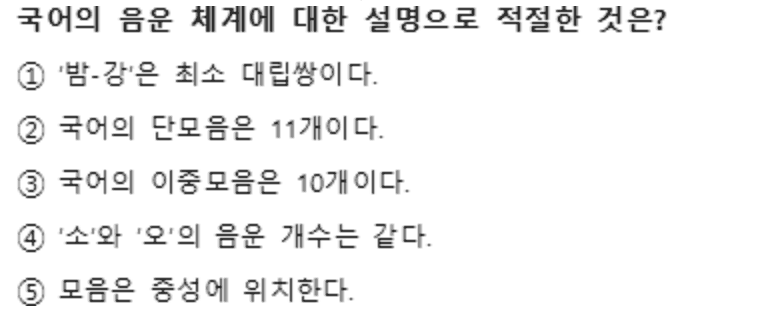 국어의 음운 체계에 대한 설명으로 적절한 것은?
① '밤-강'은 최소 대립쌍이다.
② 국어의 단모음은 11개이다.
③ 국어의 이중모음은 10개이다.
④ '소'와 '오'의 음운 개수는 같다.
⑤ 모음은 중성에 위치한다.